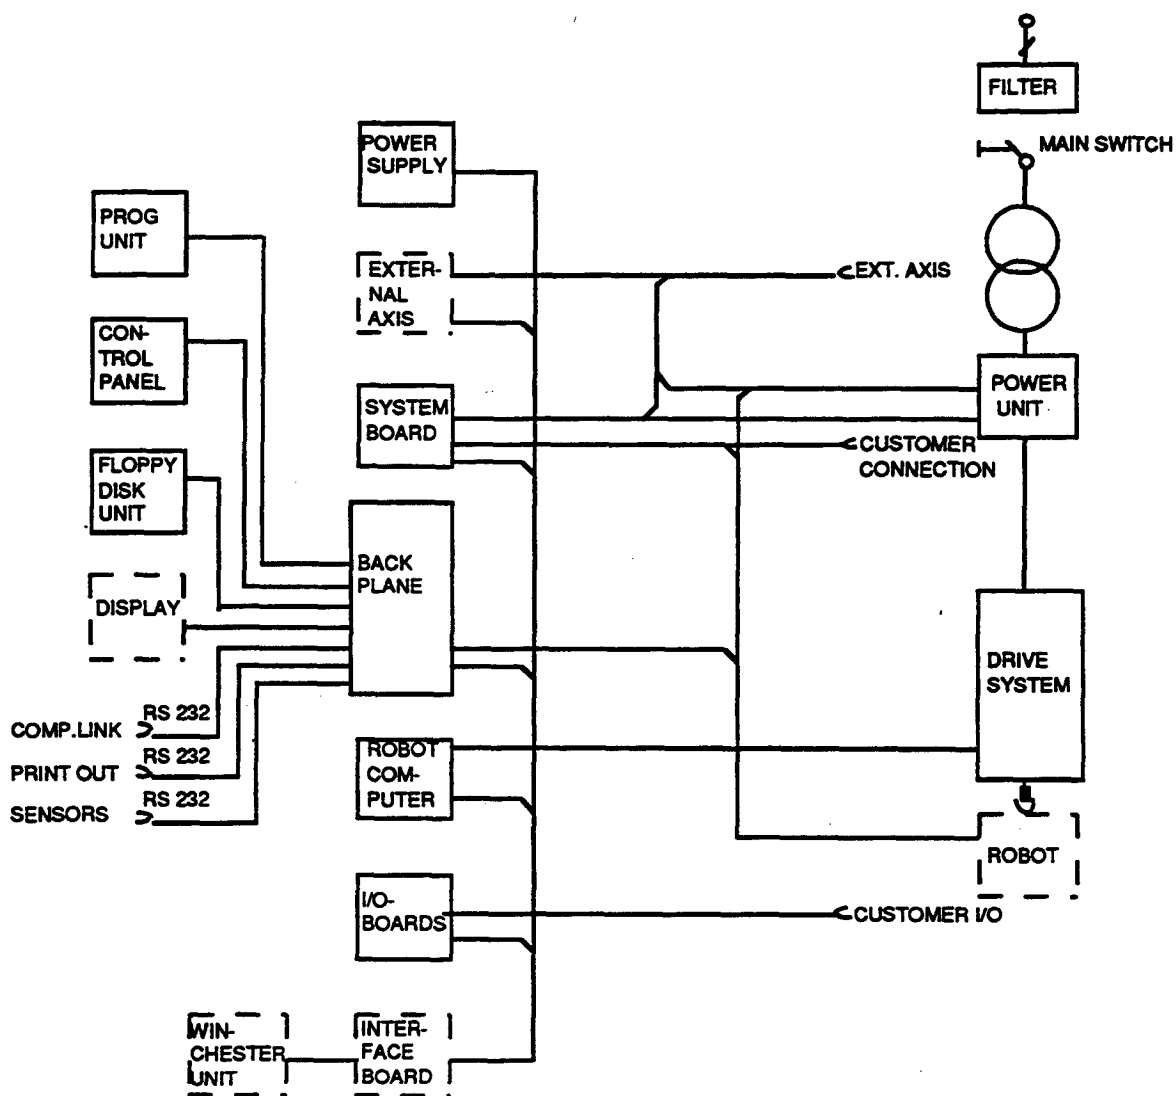 FILTER
MAIN SWITCH
POWER
SUPPLY
PROG
UNIT
EXTER-
NAL
AXIS
EXT. AXIS
CON-
TROL
PANEL
POWER
UNIT
SYSTEM
BOARD
CUSTOMER
CONNECTION
FLOPPY
DISK
UNIT
BACK
PLANE
DISPLAY
DRIVE
SYSTEM
RS 232
COMP.LINK
RS 232
PRINT OUT
RS 232
SENSORS
ROBOT
COM-
PUTER
ROBOT
I/O-
BOARDS
CUSTOMER I/O
WIN-
CHESTER
UNIT
INTER-
FACE
BOARD